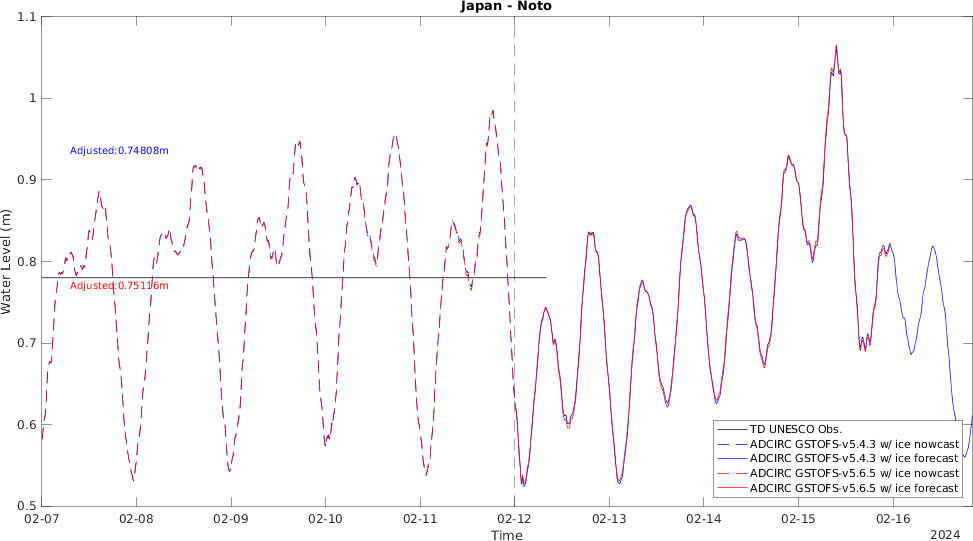 Japan - Noto
1.1
1
0.9
0.8
0.7
0.6
0.5
Water Level (m)
Adjusted:0.74808m
Adjusted:0.75116m
TD UNESCO Obs.
ADCIRC GSTOFS-v5.4.3 w/ ice nowcast
ADCIRC GSTOFS-v5.4.3 w/ ice forecast
ADCIRC GSTOFS-v5.6.5 w/ ice nowcast
ADCIRC GSTOFS-v5.6.5 w/ ice forecast
02-07 02-08 02-09 02-10 02-11 02-12 02-13 02-14 02-15 02-16
Time
2024